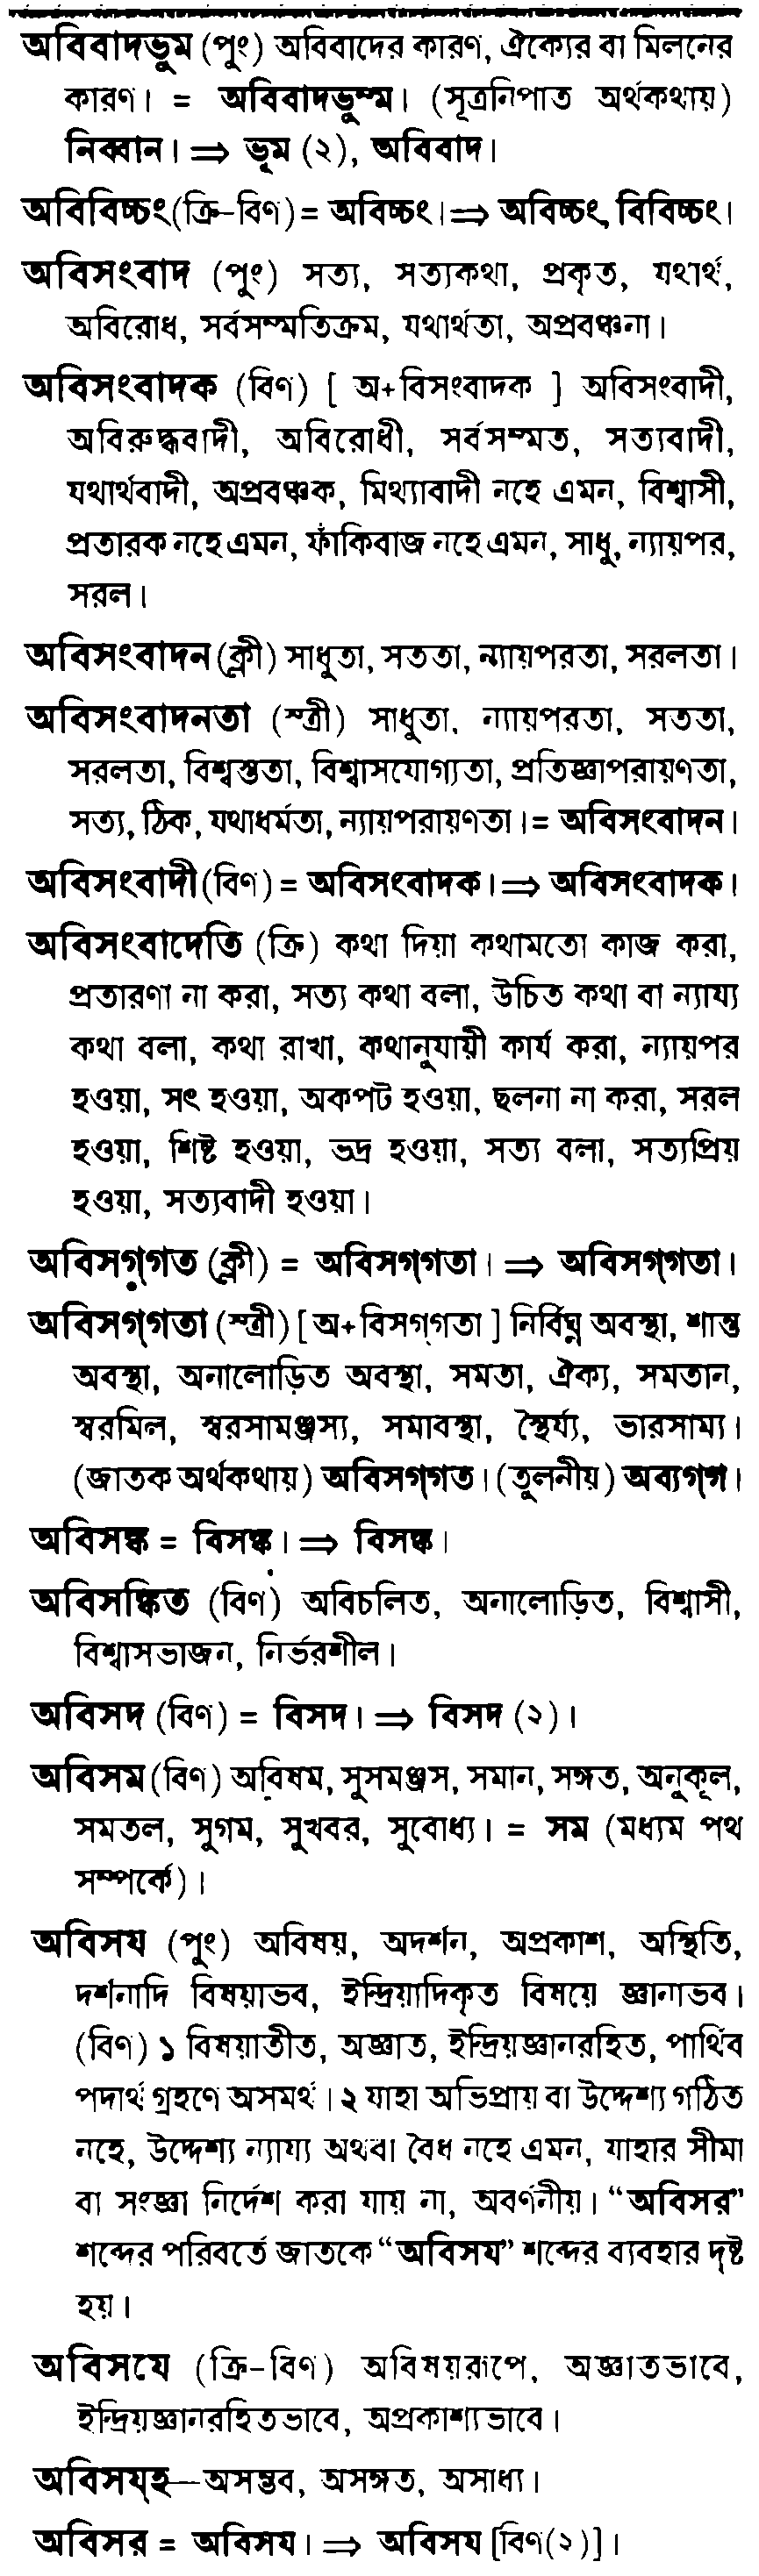 অবিবাদভুম (পুং) অবিবাদের কারণ, ঐক্যের বা মিলনের
কারণ। = অবিবাদভুম্ম। (সূত্রনিপাত অর্থকথায়)
নিব্বান। ⇒ ভূম (২), অবিবাদ।
অবিবিচ্চং (ক্রি-বিণ) = অবিচ্চং। ⇒ অবিচ্চং, বিবিচ্চং।
অবিসংবাদ (পুং) সত্য, সত্যকথা, প্রকৃত, যথার্থ,
অবিরোধ, সর্বসম্মতিক্রম, যথার্থতা, অপ্রবঞ্চনা।
অবিসংবাদক (বিণ) [ অ+বিসংবাদক ] অবিসংবাদী,
অবিরুদ্ধবাদী, অবিরোধী, সর্বসম্মত, সত্যবাদী,
যথার্থবাদী, অপ্রবঞ্চক, মিথ্যাবাদী নহে এমন, বিশ্বাসী,
প্রতারক নহে এমন, ফাঁকিবাজ নহে এমন, সাধু, ন্যায়পর,
সরল।
অবিসংবাদন (ক্লী) সাধুতা, সততা, ন্যায়পরতা, সরলতা।
অবিসংবাদনতা (স্ত্রী) সাধুতা, ন্যায়পরতা, সততা,
সরলতা, বিশ্বস্ততা, বিশ্বাসযোগ্যতা, প্রতিজ্ঞাপরায়ণতা,
সত্য, ঠিক, যথাধর্মতা, ন্যায়পরায়ণতা। = অবিসংবাদন।
অবিসংবাদী (বিণ) = অবিসংবাদক। ⇒ অবিসংবাদক।
অবিসংবাদেতি (ক্রি) কথা দিয়া কথামতো কাজ করা,
প্রতারণা না করা, সত্য কথা বলা, উচিত কথা বা ন্যায্য
কথা বলা, কথা রাখা, কথানুযায়ী কার্য করা, ন্যায়পর
হওয়া, সৎ হওয়া, অকপট হওয়া, ছলনা না করা, সরল
হওয়া, শিষ্ট হওয়া, ভদ্র হওয়া, সত্য বলা, সত্যপ্রিয়
হওয়া, সত্যবাদী হওয়া।
অবিসগ্‌গত (ক্লী) = অবিসগ্‌গতা। ⇒ অবিসগ্‌গতা।
অবিসগ্‌গতা (স্ত্রী) [ অ+বিসগ্‌গতা ] নির্বিঘ্ন অবস্থা, শান্ত
অবস্থা, অনালোড়িত অবস্থা, সমতা, ঐক্য, সমতান,
স্বরমিল, স্বরসামঞ্জস্য, সমাবস্থা, স্থৈর্য্য, ভারসাম্য।
(জাতক অর্থকথায়) অবিসগ্‌গত। (তুলনীয়) অব্যগ্‌গ।
অবিসঙ্ক = বিসঙ্ক। ⇒ বিসঙ্ক।
অবিসঙ্কিত (বিণ) অবিচলিত, অনালোড়িত, বিশ্বাসী,
বিশ্বাসভাজন, নির্ভরশীল।
অবিসদ (বিণ) = বিসদ। ⇒ বিসদ (২)।
অবিসম (বিণ) অবিষম, সুসমঞ্জস, সমান, সঙ্গত, অনুকূল,
সমতল, সুগম, সুখবর, সুবোধ্য। = সম (মধ্যম পথ
সম্পর্কে)।
অবিসয (পুং) অবিষয়, অদর্শন, অপ্রকাশ, অস্থিতি,
দর্শনাদি বিষয়াভব, ইন্দ্রিয়াদিকৃত বিষয়ে জ্ঞানাভব।
(বিণ) ১ বিষয়াতীত, অজ্ঞাত, ইন্দ্রিয়জ্ঞানরহিত, পার্থিব
পদার্থ গ্রহণে অসমর্থ। ২ যাহা অভিপ্রায় বা উদ্দেশ্য গঠিত
নহে, উদ্দেশ্য ন্যায্য অথবা বৈধ নহে এমন, যাহার সীমা
বা সংজ্ঞা নির্দেশ করা যায় না, অবর্ণনীয়। “অবিসর”
শব্দের পরিবর্তে জাতকে “অবিসয” শব্দের ব্যবহার দৃষ্ট
হয়।
অবিসযে (ক্রি-বিণ) অবিষয়রূপে, অজ্ঞাতভাবে,
ইন্দ্রিয়জ্ঞানরহিতভাবে, অপ্রকাশ্যভাবে।
অবিসয্‌হ—অসম্ভব, অসঙ্গত, অসাধ্য।
অবিসর = অবিসয। ⇒ অবিসয [বিণ(২)]।